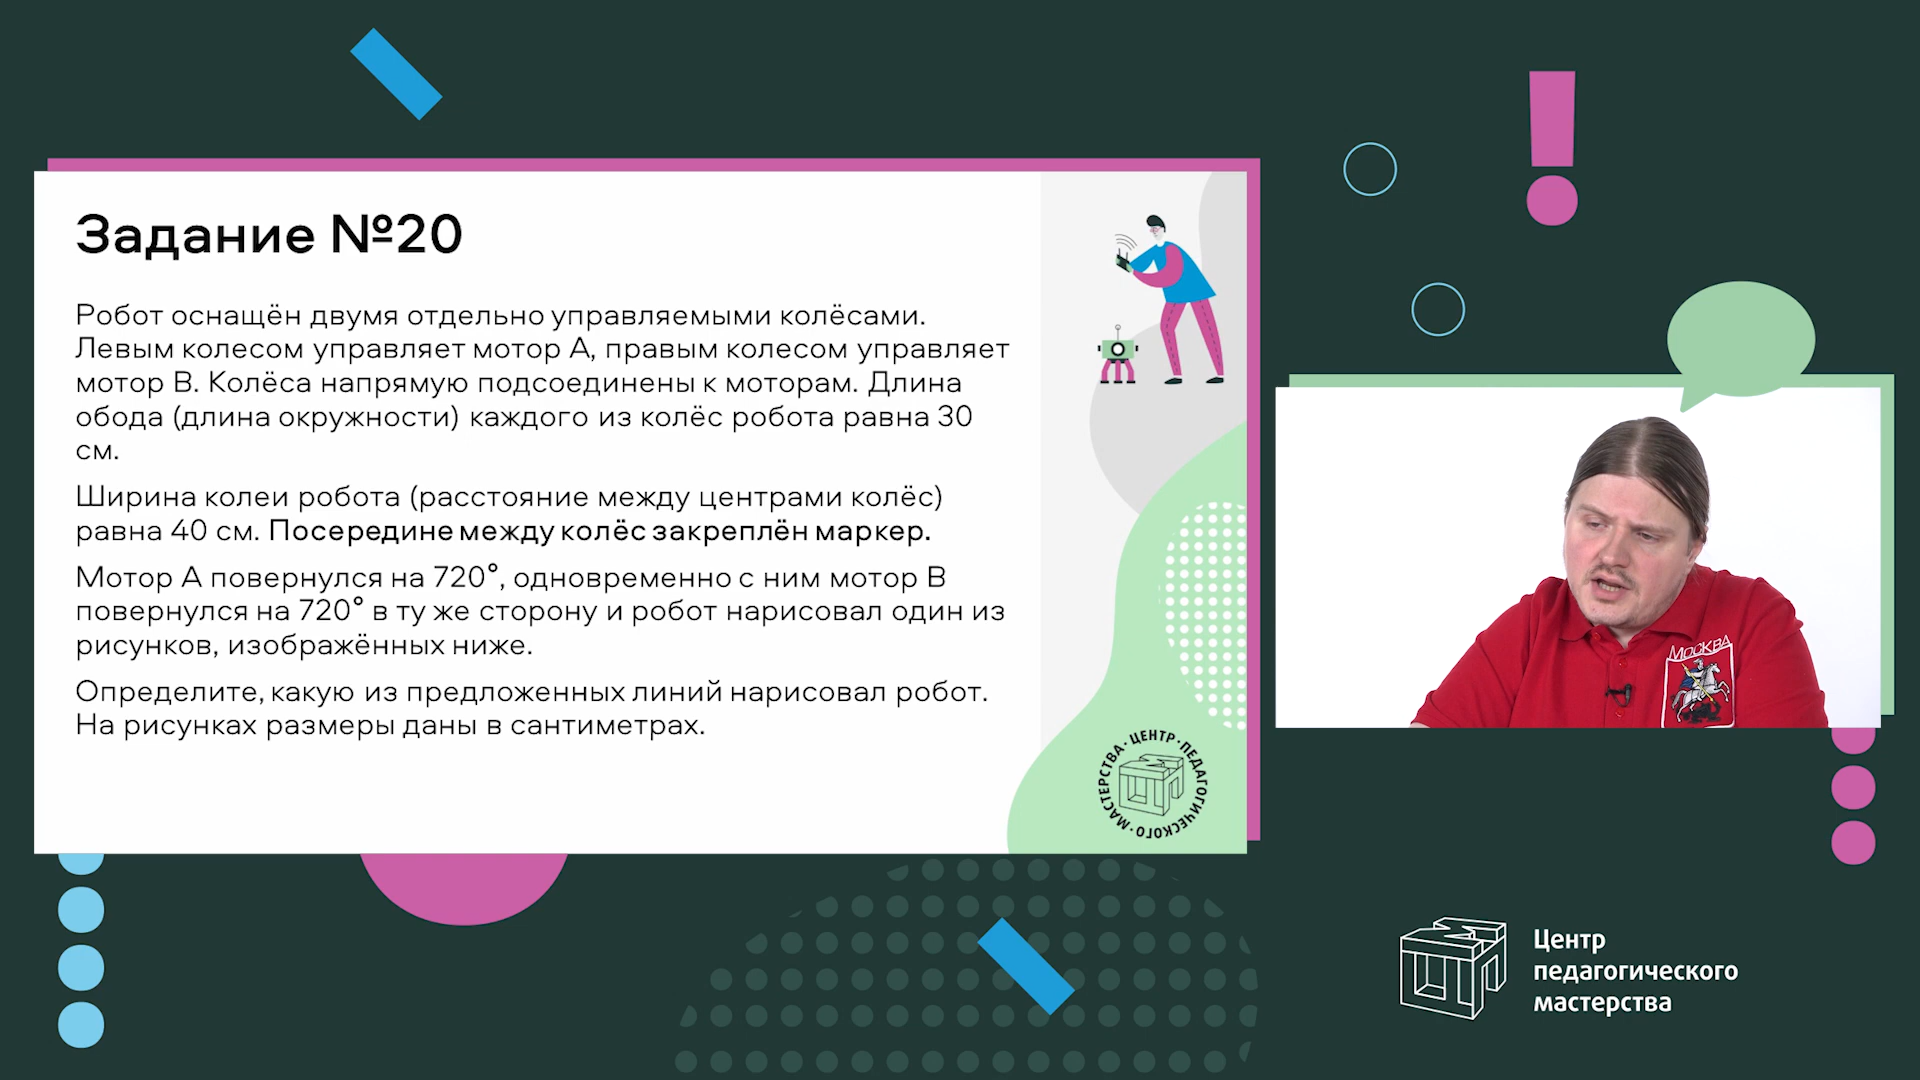 Задание №20
Робот оснащён двумя отдельно управляемыми колёсами.
Левым колесом управляет мотор А, правым колесом управляет
мотор В. Колёса напрямую подсоединены к моторам. Длина
обода (длина окружности) каждого из колёс робота равна 30
см.
Ширина колеи робота (расстояние между центрами колёс)
равна 40 см. Посередине между колёс закреплён маркер.
Мотор А повернулся на 720°, одновременно с ним мотор В
повернулся на 720° в ту же сторону и робот нарисовал один из
рисунков, изображённых ниже.
Определите, какую из предложенных линий нарисовал робот.
На рисунках размеры даны в сантиметрах.
ЦЕНТР · ПЕДАГОГИЧЕСКОГО · МАСТЕРСТВА ·
МОСКВА
Центр
педагогического
мастерства